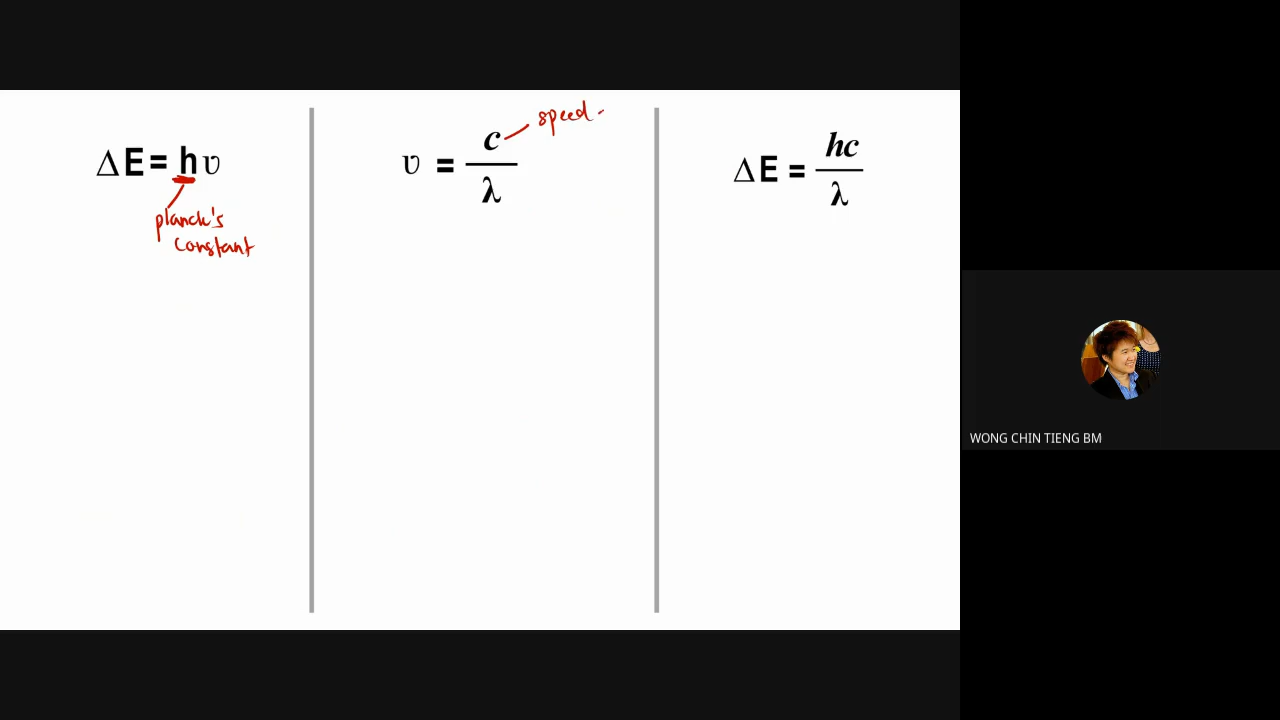 ΔE = hυ
planck's
constant
υ = c/λ
speed
ΔE = hc/λ
WONG CHIN TIENG BM